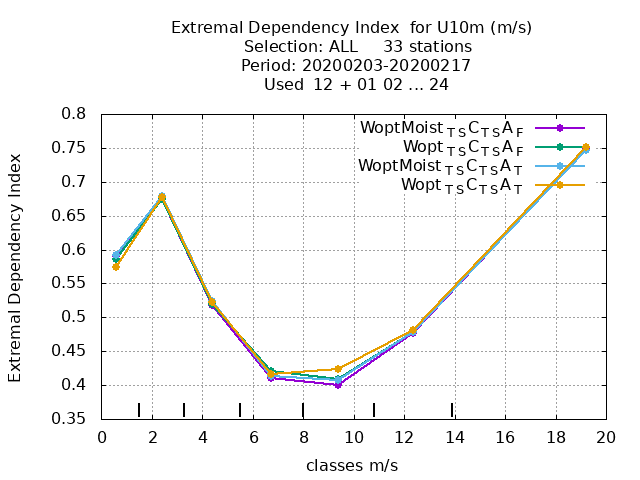 Extremal Dependency Index  for U10m (m/s)
Selection: ALL     33 stations
Period: 20200203-20200217
Used  12 + 01 02 ... 24
Extremal Dependency Index
0.8
0.75
0.7
0.65
0.6
0.55
0.5
0.45
0.4
0.35
WoptMoist TS C TS A F
Wopt TS C TS A F
WoptMoist TS C TS A T
Wopt TS C TS A T
0 2 4 6 8 10 12 14 16 18 20
classes m/s